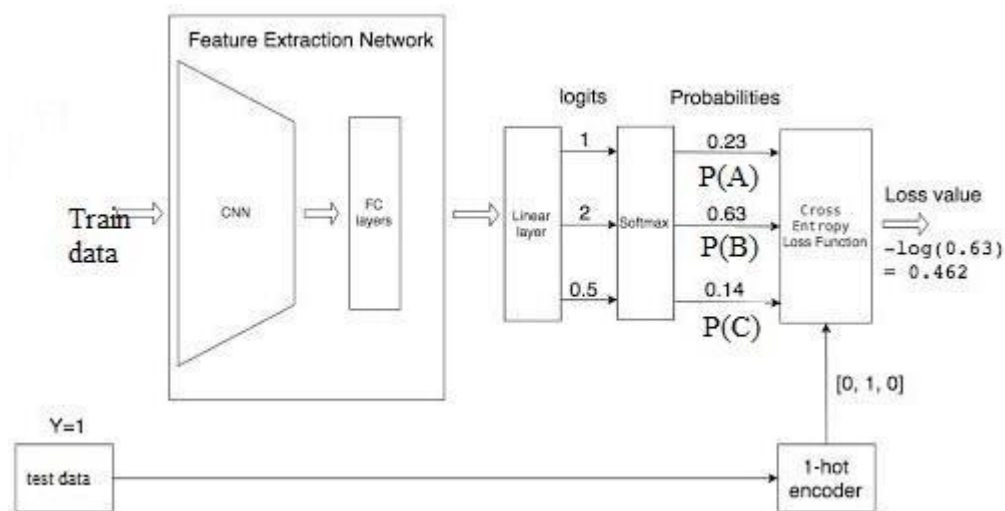 Feature Extraction Network
CNN
FC
layers
Train
data
logits
Probabilities
1
2
0.5
Linear
layer
Softmax
0.23
P(A)
0.63
P(B)
0.14
P(C)
Cross
Entropy
Loss Function
Loss value
-log(0.63)
= 0.462
[0, 1, 0]
Y=1
test data
1-hot
encoder